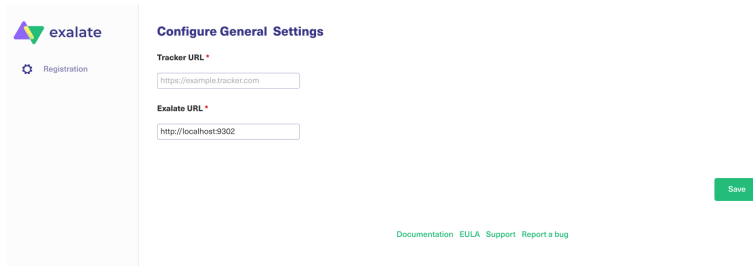 exalate
Registration
Configure General Settings
Tracker URL *
https://example.tracker.com
Exalate URL *
http://localhost:9302
Save
Documentation EULA Support Report a bug